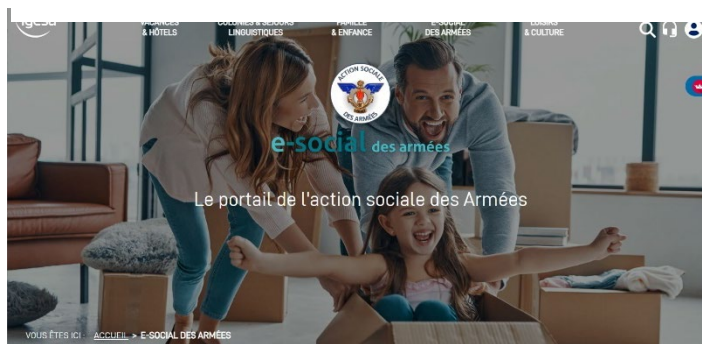 igesa
VACANCES
& HÔTELS
COLONIES & SÉJOURS
LINGUISTIQUES
FAMILLE
& ENFANCE
E-SOCIAL
DES ARMÉES
LOISIRS
& CULTURE
ACTION SOCIALE
DES ARMÉES
e-social des armées
Le portail de l'action sociale des Armées
VOUS ÊTES ICI : ACCUEIL > E-SOCIAL DES ARMÉES